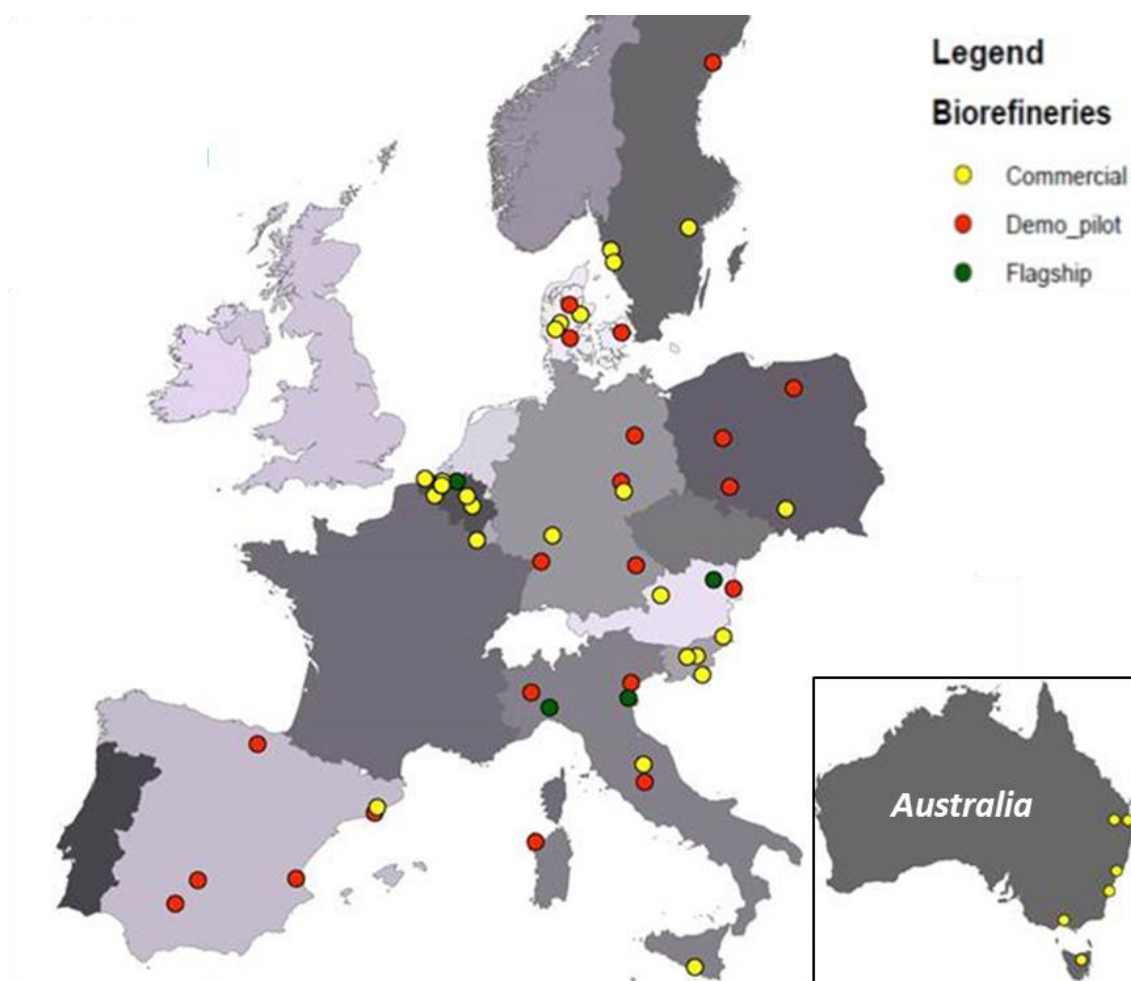 Legend
Biorefineries
Commercial
Demo_pilot
Flagship
Australia